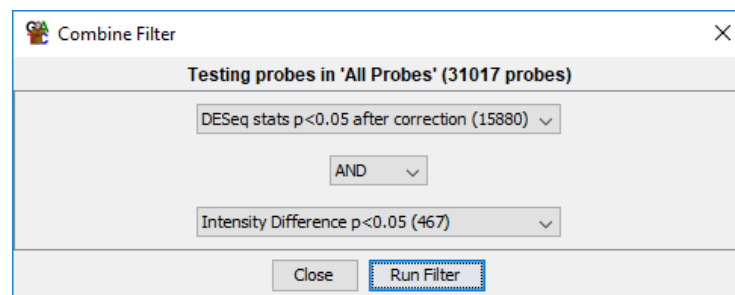 Combine Filter
Testing probes in 'All Probes' (31017 probes)
DESeq stats p<0.05 after correction (15880)
AND
Intensity Difference p<0.05 (467)
Close Run Filter